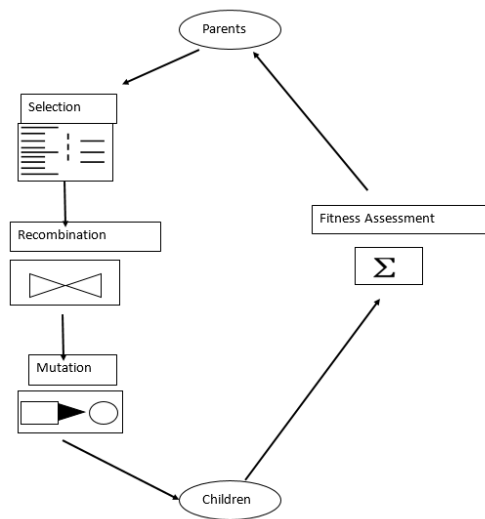 Parents
Selection
Recombination
Fitness Assessment
Σ
Mutation
Children